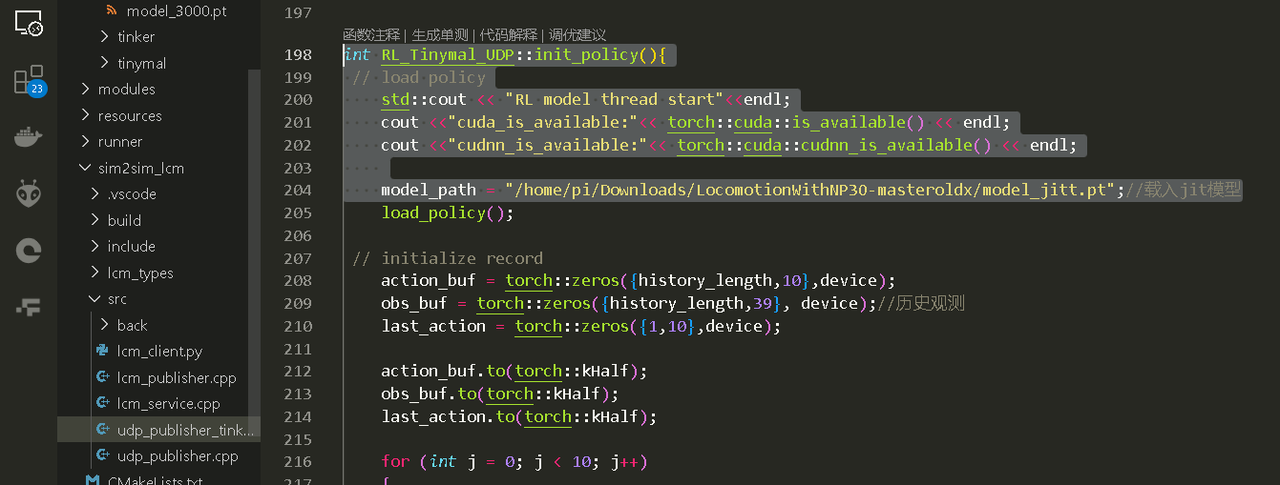 model_3000.pt
tinker
tinymal
modules
resources
runner
sim2sim_lcm
.vscode
build
include
lcm_types
src
back
lcm_client.py
lcm_publisher.cpp
lcm_service.cpp
udp_publisher_tink...
udp_publisher.cpp
CMakeLists.txt
23
197
函数注释 | 生成单测 | 代码解释 | 调优建议
198 int RL_Tinymal_UDP::init_policy(){
199 // load policy
200 std::cout << "RL model thread start"<<endl;
201 cout <<"cuda_is_available:"<< torch::cuda::is_available() << endl;
202 cout <<"cudnn_is_available:"<< torch::cuda::cudnn_is_available() << endl;
203
204 model_path = "/home/pi/Downloads/LocomotionWithNP3O-masteroldx/model_jitt.pt";//载入jit模型
205 load_policy();
206
207 // initialize record
208 action_buf = torch::zeros({history_length,10},device);
209 obs_buf = torch::zeros({history_length,39}, device);//历史观测
210 last_action = torch::zeros({1,10},device);
211
212 action_buf.to(torch::kHalf);
213 obs_buf.to(torch::kHalf);
214 last_action.to(torch::kHalf);
215
216 for (int j = 0; j < 10; j++)
217 {